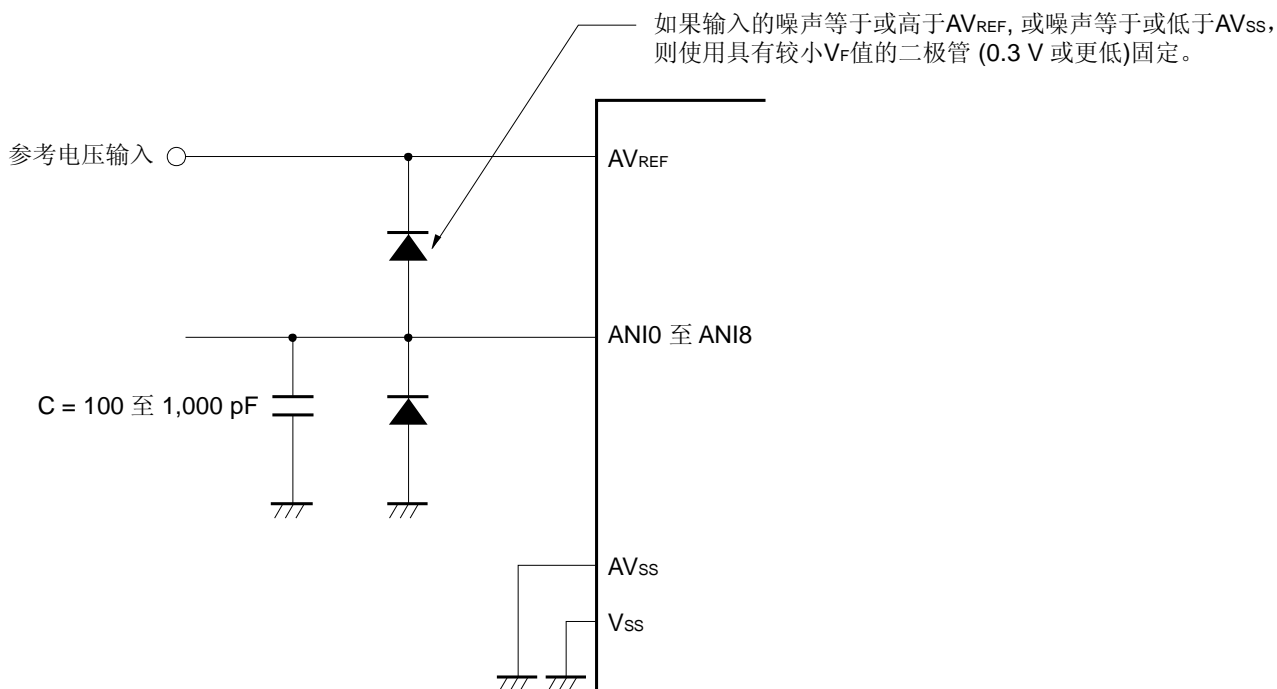 如果输入的噪声等于或高于AVREF, 或噪声等于或低于AVSS,
则使用具有较小VF值的二极管 (0.3 V 或更低)固定。
参考电压输入
AVREF
ANI0 至 ANI8
C = 100 至 1,000 pF
AVSS
VSS